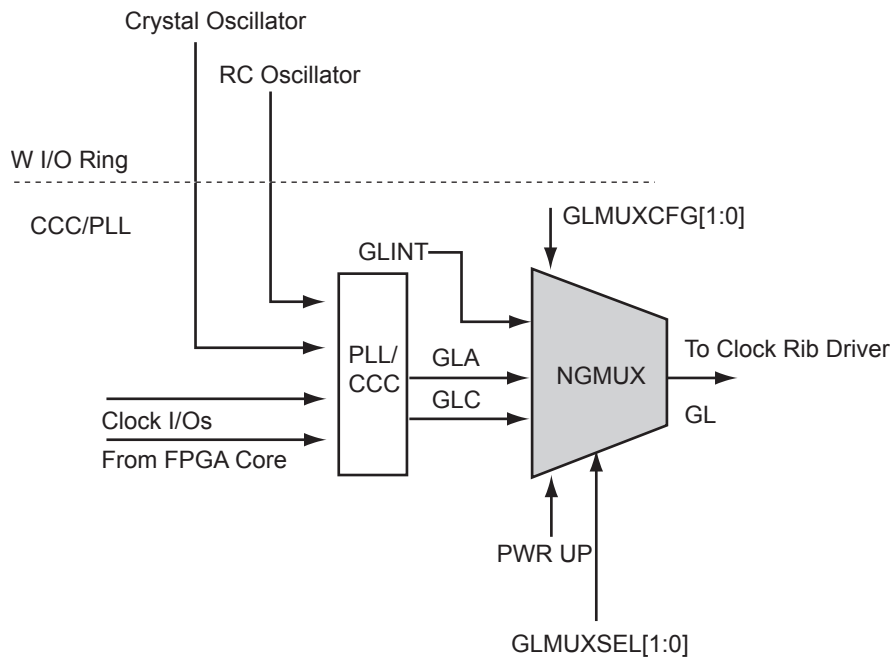 Crystal Oscillator
RC Oscillator
W I/O Ring
CCC/PLL
GLMUXCFG[1:0]
GLINT
PLL/
CCC
GLA
GLC
NGMUX
To Clock Rib Driver
GL
Clock I/Os
From FPGA Core
PWR UP
GLMUXSEL[1:0]